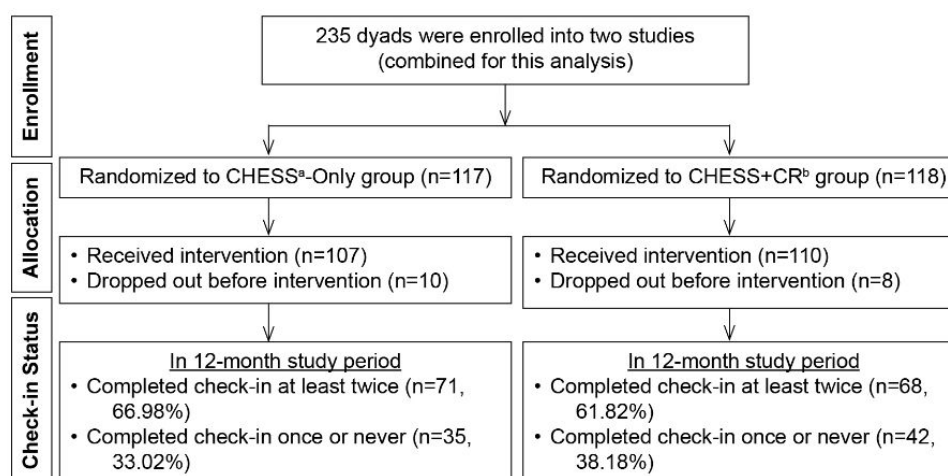 235 dyads were enrolled into two studies
(combined for this analysis)
Enrollment
Randomized to CHESSᵃ-Only group (n=117)
Randomized to CHESS+CRᵇ group (n=118)
Allocation
• Received intervention (n=107)
• Dropped out before intervention (n=10)
• Received intervention (n=110)
• Dropped out before intervention (n=8)
Check-in Status
In 12-month study period
• Completed check-in at least twice (n=71,
66.98%)
• Completed check-in once or never (n=35,
33.02%)
In 12-month study period
• Completed check-in at least twice (n=68,
61.82%)
• Completed check-in once or never (n=42,
38.18%)